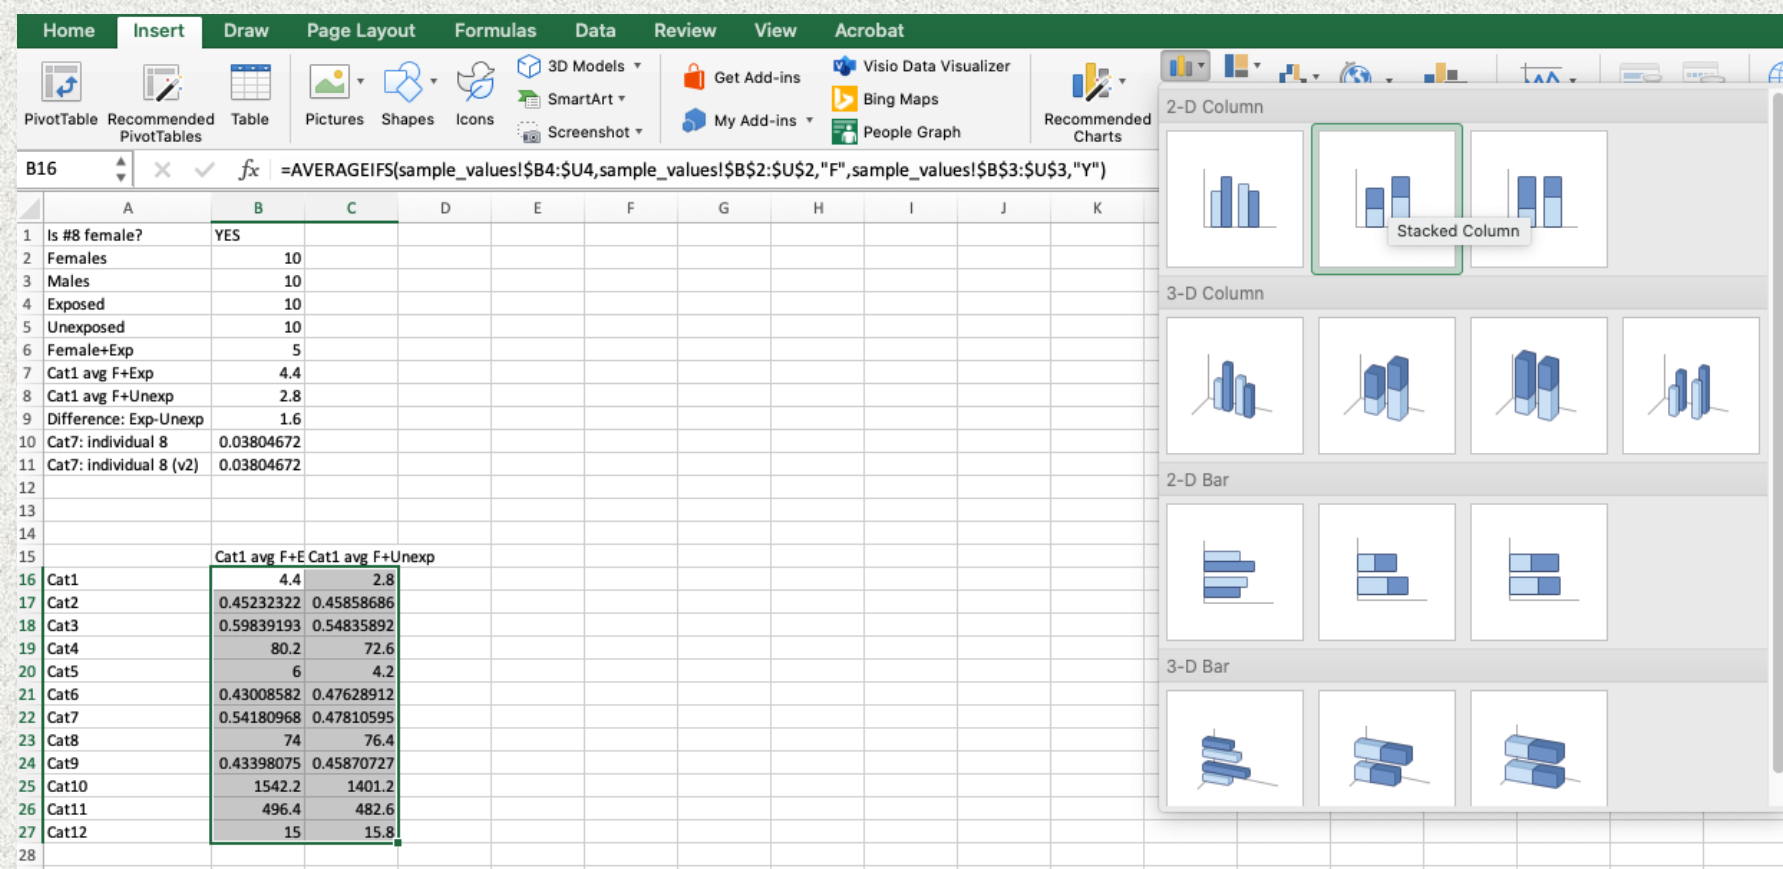 Home Insert Draw Page Layout Formulas Data Review View Acrobat
PivotTable
Recommended
PivotTables
Table
Pictures
Shapes
Icons
3D Models
SmartArt
Screenshot
Get Add-ins
My Add-ins
Visio Data Visualizer
Bing Maps
People Graph
Recommended
Charts
B16 fx =AVERAGEIFS(sample_values!$B4:$U4,sample_values!$B$2:$U$2,"F",sample_values!$B$3:$U$3,"Y")
A B C D E F G H I J K
1 Is #8 female? YES
2 Females 10
3 Males 10
4 Exposed 10
5 Unexposed 10
6 Female+Exp 5
7 Cat1 avg F+Exp 4.4
8 Cat1 avg F+Unexp 2.8
9 Difference: Exp-Unexp 1.6
10 Cat7: individual 8 0.03804672
11 Cat7: individual 8 (v2) 0.03804672
12
13
14
15 Cat1 avg F+E Cat1 avg F+Unexp
16 Cat1 4.4 2.8
17 Cat2 0.45232322 0.45858686
18 Cat3 0.59839193 0.54835892
19 Cat4 80.2 72.6
20 Cat5 6 4.2
21 Cat6 0.43008582 0.47628912
22 Cat7 0.54180968 0.47810595
23 Cat8 74 76.4
24 Cat9 0.43398075 0.45870727
25 Cat10 1542.2 1401.2
26 Cat11 496.4 482.6
27 Cat12 15 15.8
28
2-D Column
Stacked Column
3-D Column
2-D Bar
3-D Bar